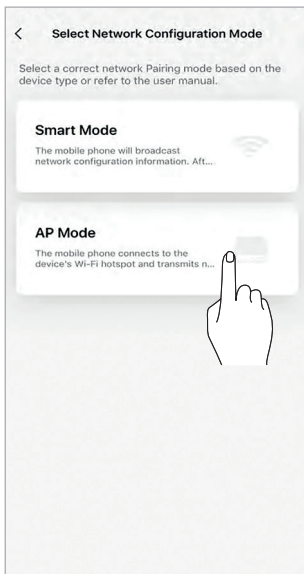 Select Network Configuration Mode
Select a correct network Pairing mode based on the
device type or refer to the user manual.
Smart Mode
The mobile phone will broadcast
network configuration information. Aft...
AP Mode
The mobile phone connects to the
device's Wi-Fi hotspot and transmits n...